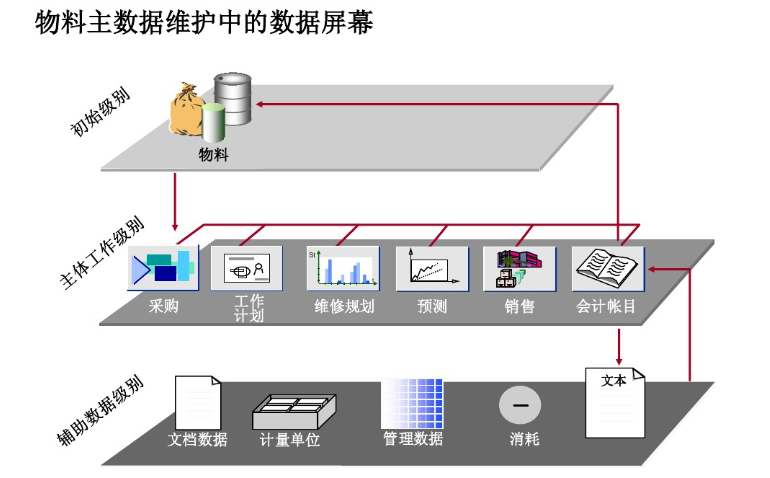 物料主数据维护中的数据屏幕
初始级别
物料
主体工作级别
St
t
采购
工作
计划
维修规划
预测
销售
会计帐目
辅助数据级别
文本
文档数据
计量单位
管理数据
消耗